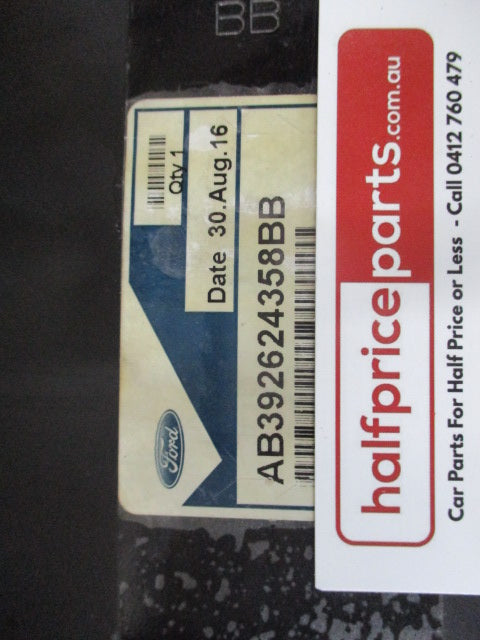 BB
Qty 1
Date 30.Aug.16
AB392624358BB
Ford
halfpriceparts.com.au
Car Parts For Half Price or Less - Call 0412 760 479